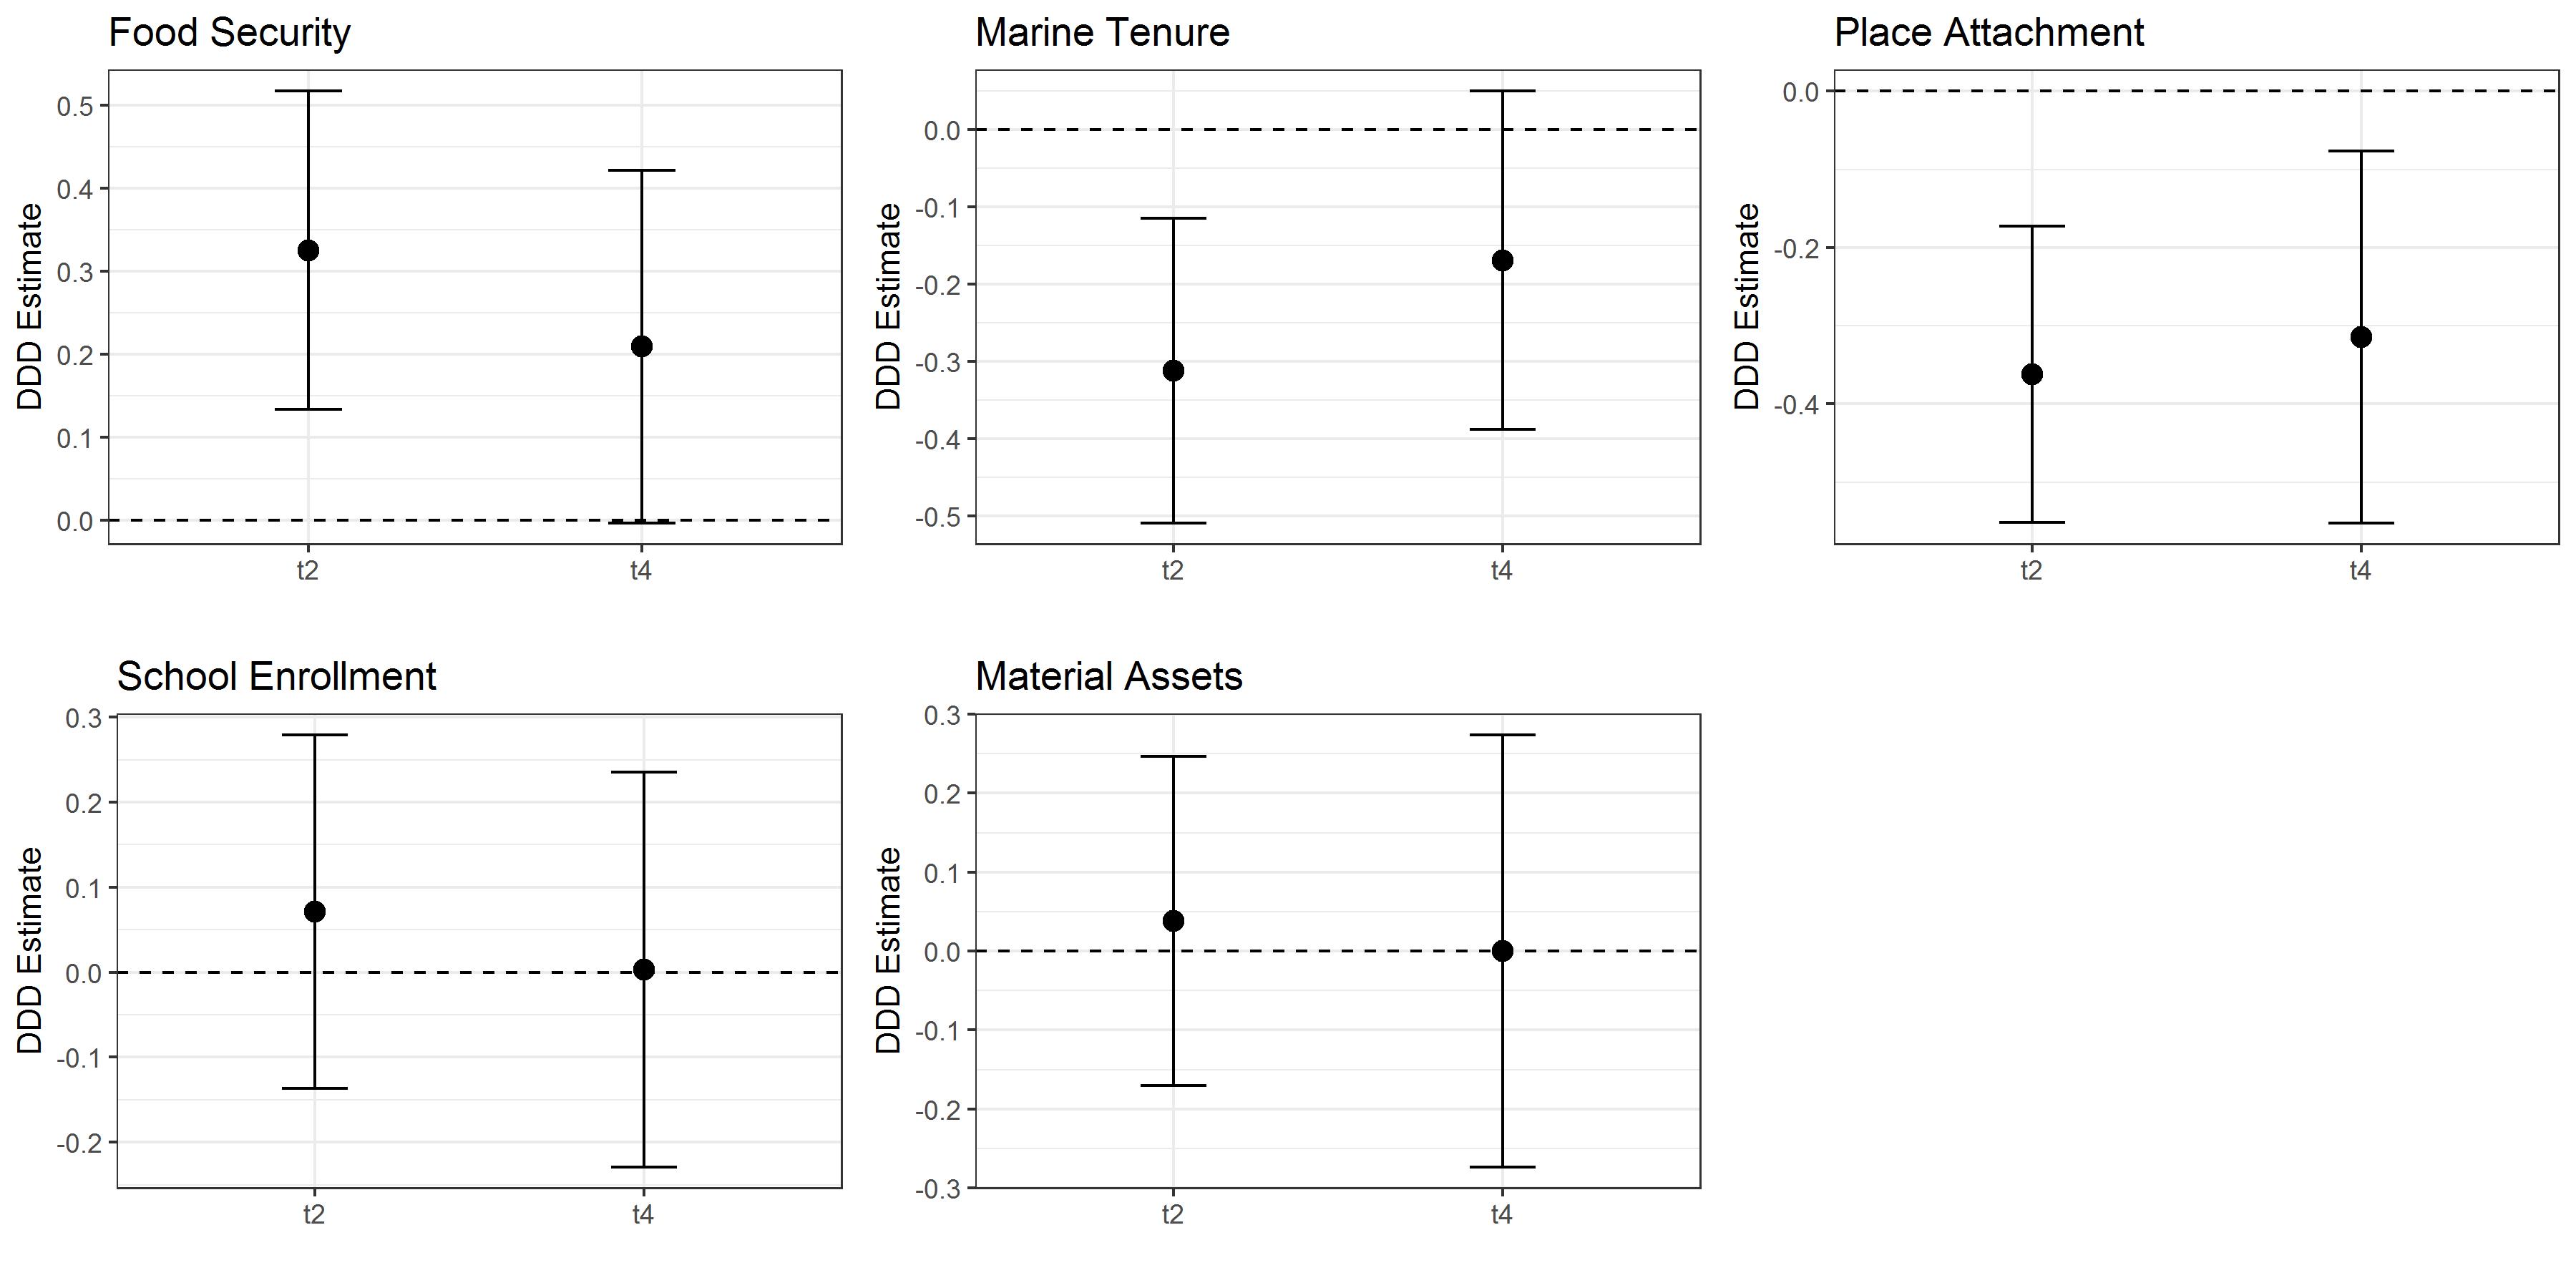 Food Security
DDD Estimate
0.5
0.4
0.3
0.2
0.1
0.0
t2 t4
Marine Tenure
DDD Estimate
0.0
-0.1
-0.2
-0.3
-0.4
-0.5
t2 t4
Place Attachment
DDD Estimate
0.0
-0.2
-0.4
t2 t4
School Enrollment
DDD Estimate
0.3
0.2
0.1
0.0
-0.1
-0.2
t2 t4
Material Assets
DDD Estimate
0.3
0.2
0.1
0.0
-0.1
-0.2
-0.3
t2 t4